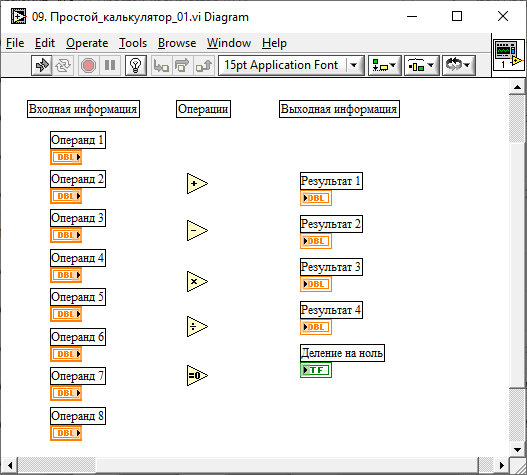 09. Простой_калькулятор_01.vi Diagram
File Edit Operate Tools Browse Window Help
15pt Application Font
1
Входная информация Операции Выходная информация
Операнд 1
DBL
Операнд 2
DBL
Операнд 3
DBL
Операнд 4
DBL
Операнд 5
DBL
Операнд 6
DBL
Операнд 7
DBL
Операнд 8
DBL
+
−
×
÷
=0
Результат 1
DBL
Результат 2
DBL
Результат 3
DBL
Результат 4
DBL
Деление на ноль
TF